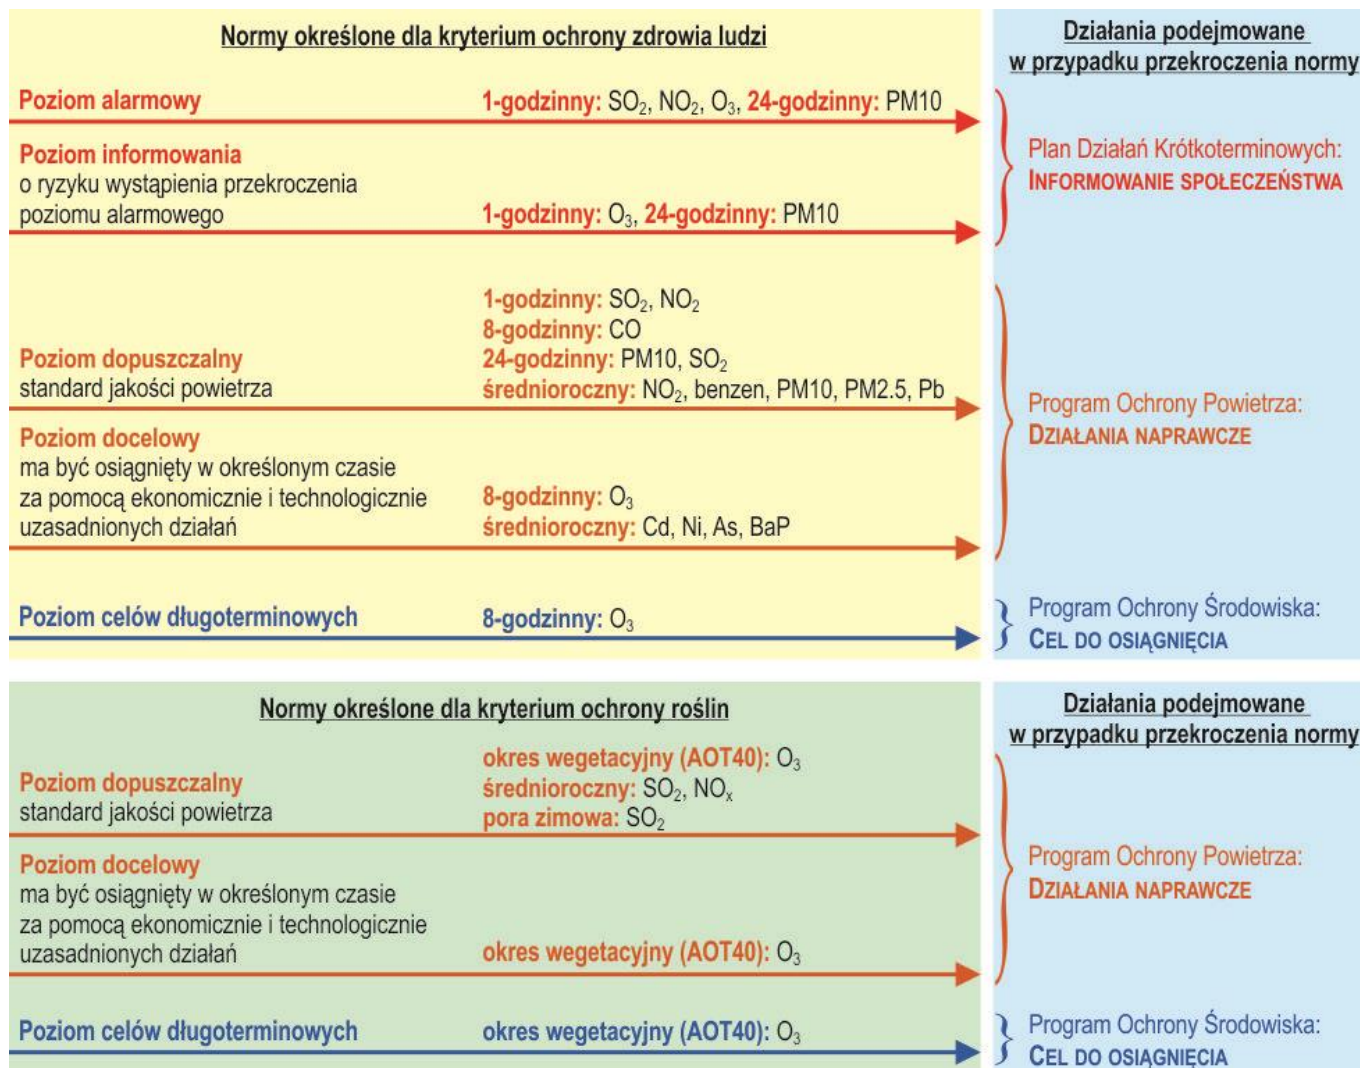 Normy określone dla kryterium ochrony zdrowia ludzi
Działania podejmowane
w przypadku przekroczenia normy
Poziom alarmowy
1-godzinny: SO₂, NO₂, O₃, 24-godzinny: PM10
Poziom informowania
o ryzyku wystąpienia przekroczenia
poziomu alarmowego
1-godzinny: O₃, 24-godzinny: PM10
Plan Działań Krótkoterminowych:
INFORMOWANIE SPOŁECZEŃSTWA
1-godzinny: SO₂, NO₂
8-godzinny: CO
Poziom dopuszczalny
24-godzinny: PM10, SO₂
standard jakości powietrza
średnioroczny: NO₂, benzen, PM10, PM2.5, Pb
Poziom docelowy
ma być osiągnięty w określonym czasie
za pomocą ekonomicznie i technologicznie
uzasadnionych działań
8-godzinny: O₃
średnioroczny: Cd, Ni, As, BaP
Program Ochrony Powietrza:
DZIAŁANIA NAPRAWCZE
Poziom celów długoterminowych
8-godzinny: O₃
Program Ochrony Środowiska:
CEL DO OSIĄGNIĘCIA
Normy określone dla kryterium ochrony roślin
Działania podejmowane
w przypadku przekroczenia normy
okres wegetacyjny (AOT40): O₃
Poziom dopuszczalny
średnioroczny: SO₂, NOₓ
standard jakości powietrza
pora zimowa: SO₂
Poziom docelowy
ma być osiągnięty w określonym czasie
za pomocą ekonomicznie i technologicznie
uzasadnionych działań
okres wegetacyjny (AOT40): O₃
Program Ochrony Powietrza:
DZIAŁANIA NAPRAWCZE
Poziom celów długoterminowych
okres wegetacyjny (AOT40): O₃
Program Ochrony Środowiska:
CEL DO OSIĄGNIĘCIA